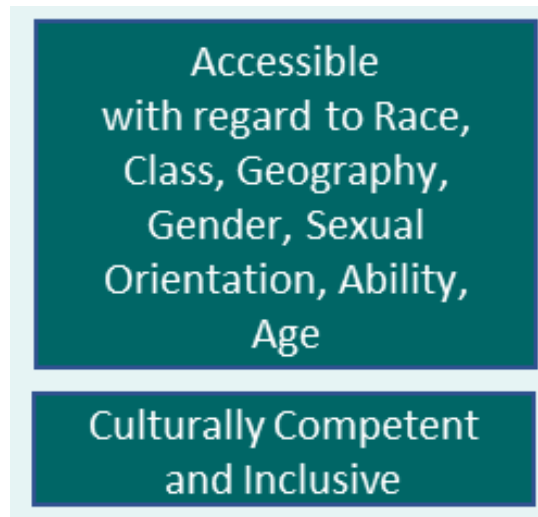 Accessible
with regard to Race,
Class, Geography,
Gender, Sexual
Orientation, Ability,
Age
Culturally Competent
and Inclusive